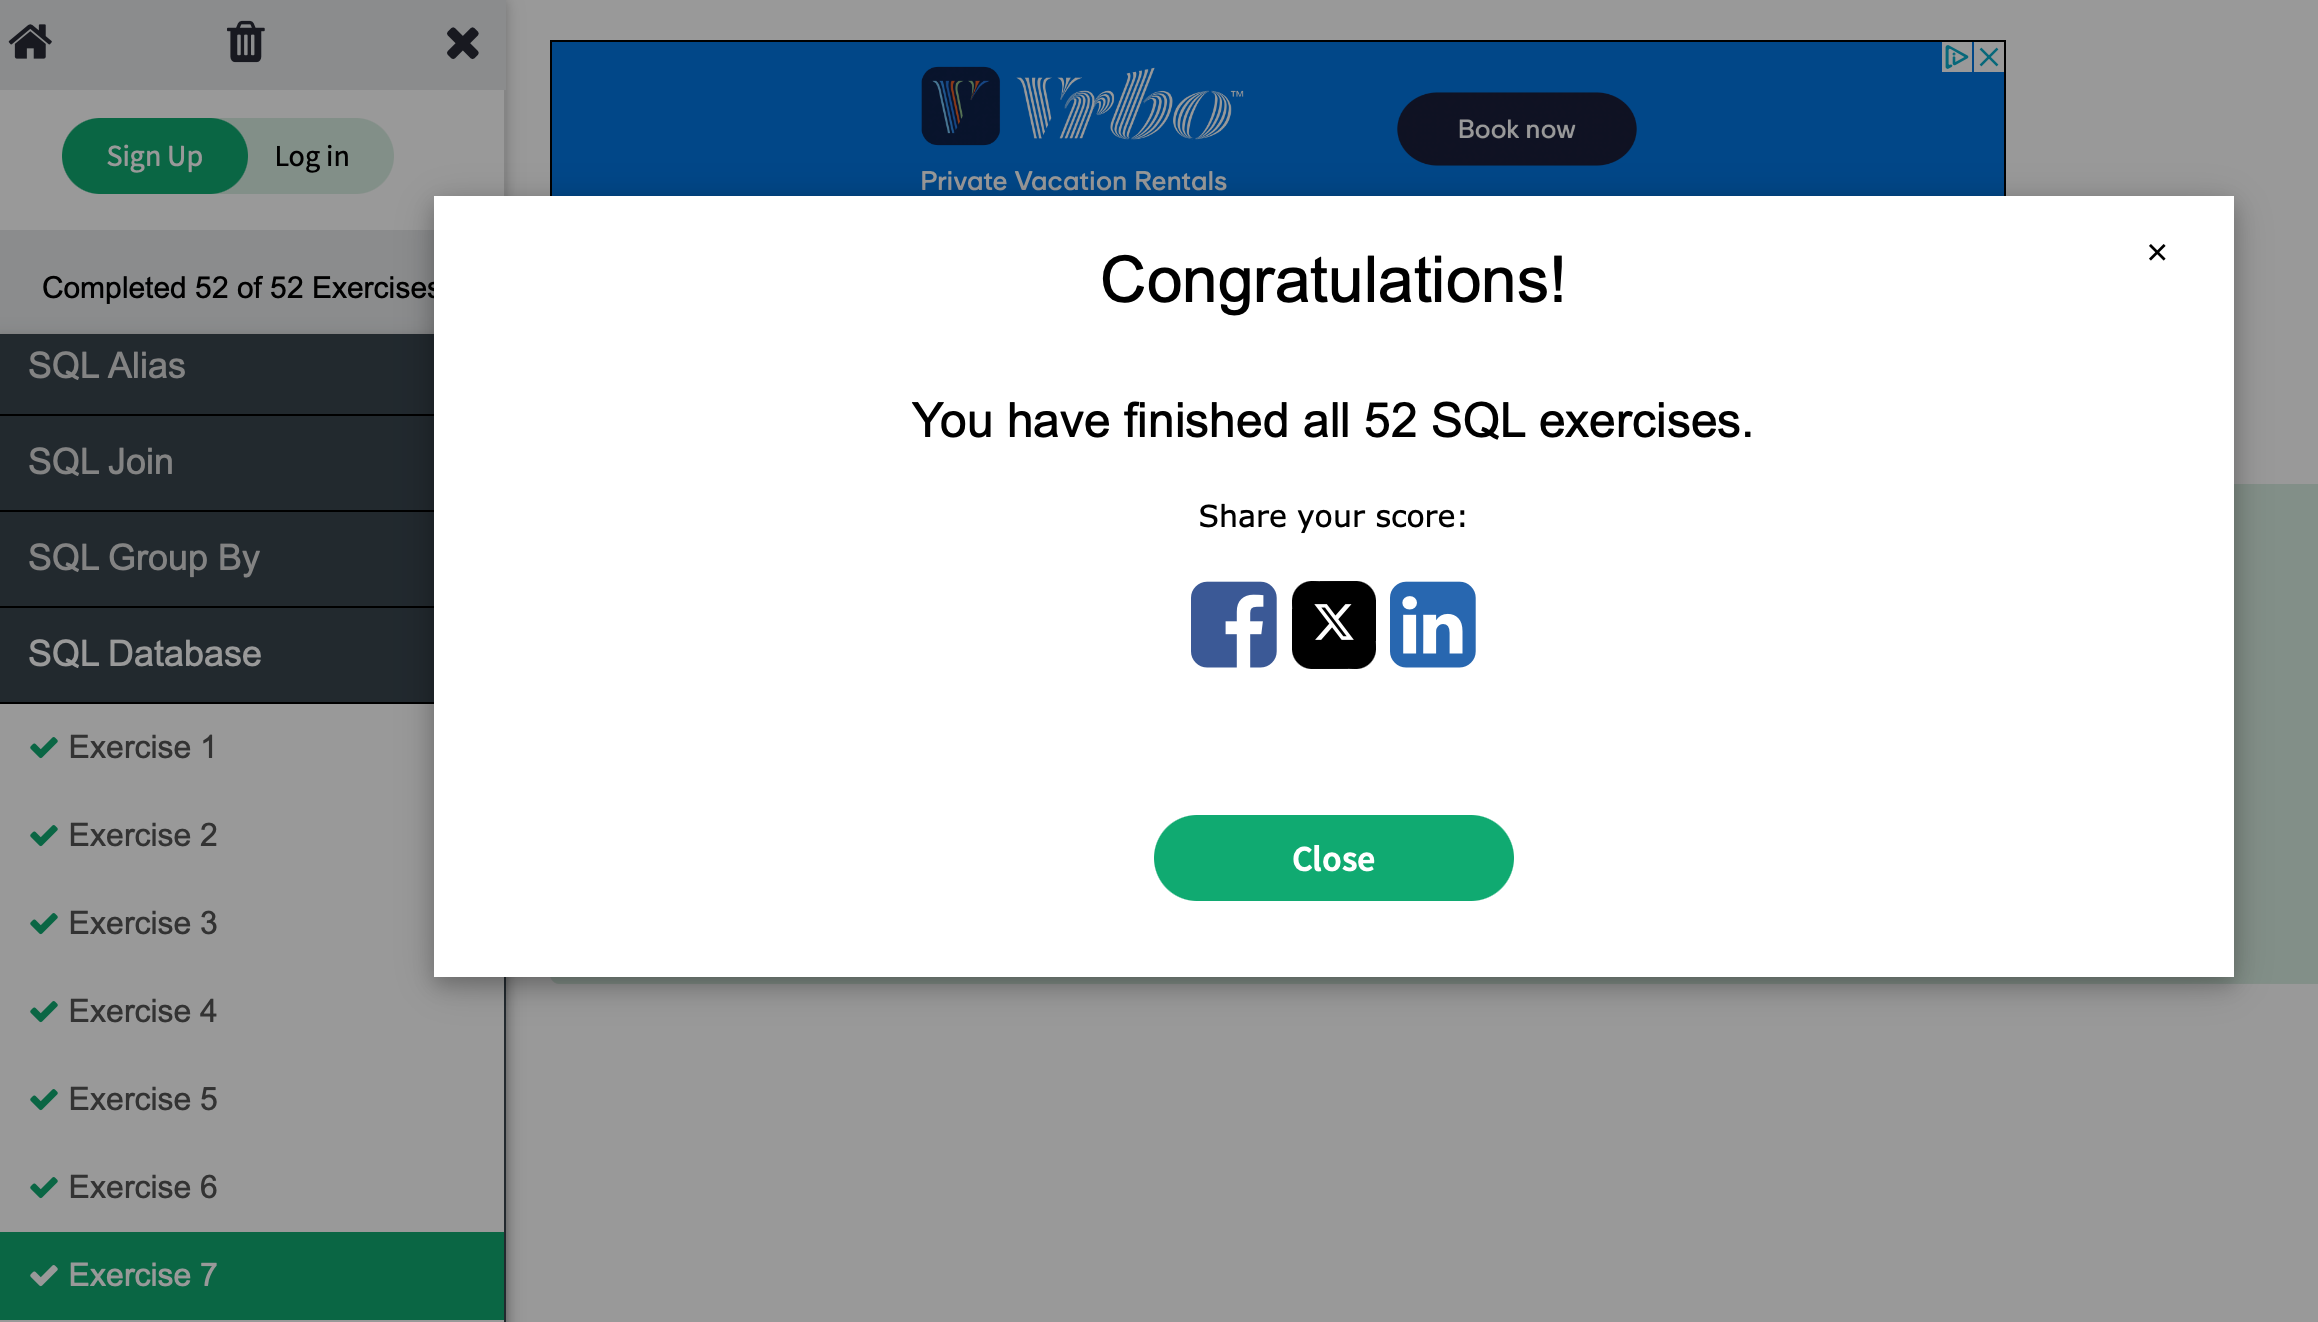 Sign Up
Log in
Completed 52 of 52 Exercises
SQL Alias
SQL Join
SQL Group By
SQL Database
Exercise 1
Exercise 2
Exercise 3
Exercise 4
Exercise 5
Exercise 6
Exercise 7
Vrbo™
Private Vacation Rentals
Book now
Congratulations!
×
You have finished all 52 SQL exercises.
Share your score:
f
X
in
Close